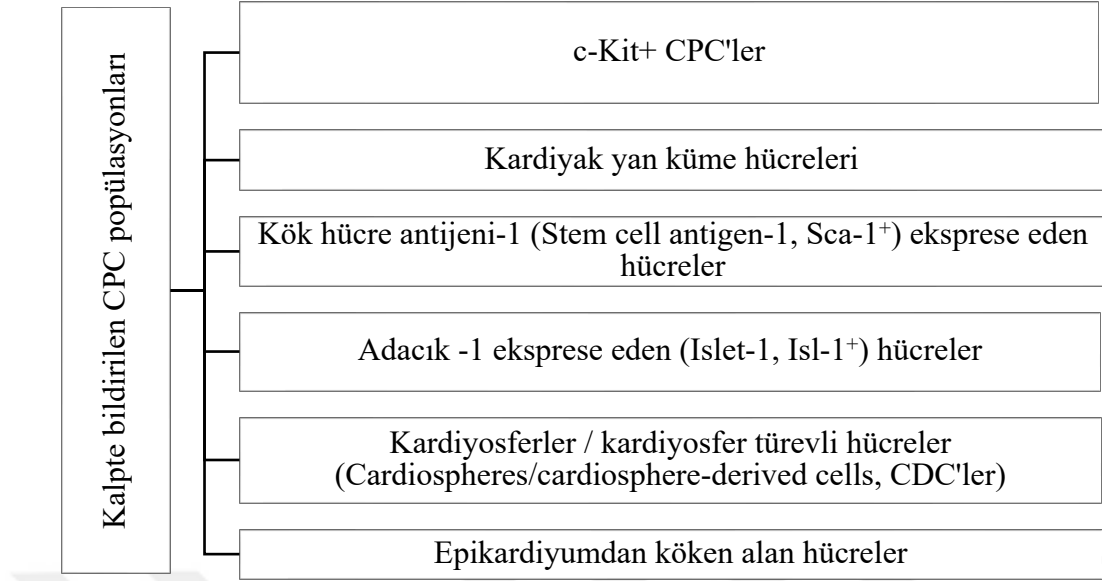 Kalpte bildirilen CPC popülasyonları
c-Kit+ CPC'ler
Kardiyak yan küme hücreleri
Kök hücre antijeni-1 (Stem cell antigen-1, Sca-1⁺) eksprese eden
hücreler
Adacık -1 eksprese eden (Islet-1, Isl-1⁺) hücreler
Kardiyosferler / kardiyosfer türevli hücreler
(Cardiospheres/cardiosphere-derived cells, CDC'ler)
Epikardiyumdan köken alan hücreler